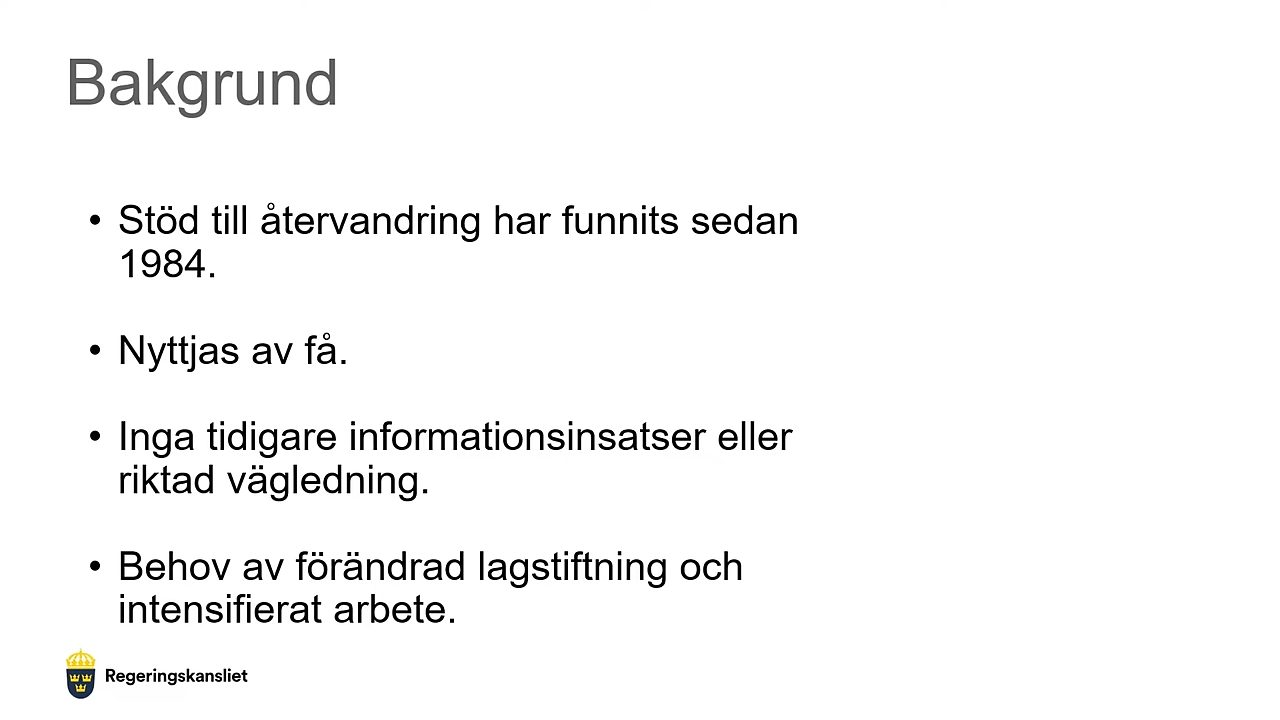 Bakgrund
• Stöd till återvandring har funnits sedan
1984.
• Nyttjas av få.
• Inga tidigare informationsinsatser eller
riktad vägledning.
• Behov av förändrad lagstiftning och
intensifierat arbete.
Regeringskansliet